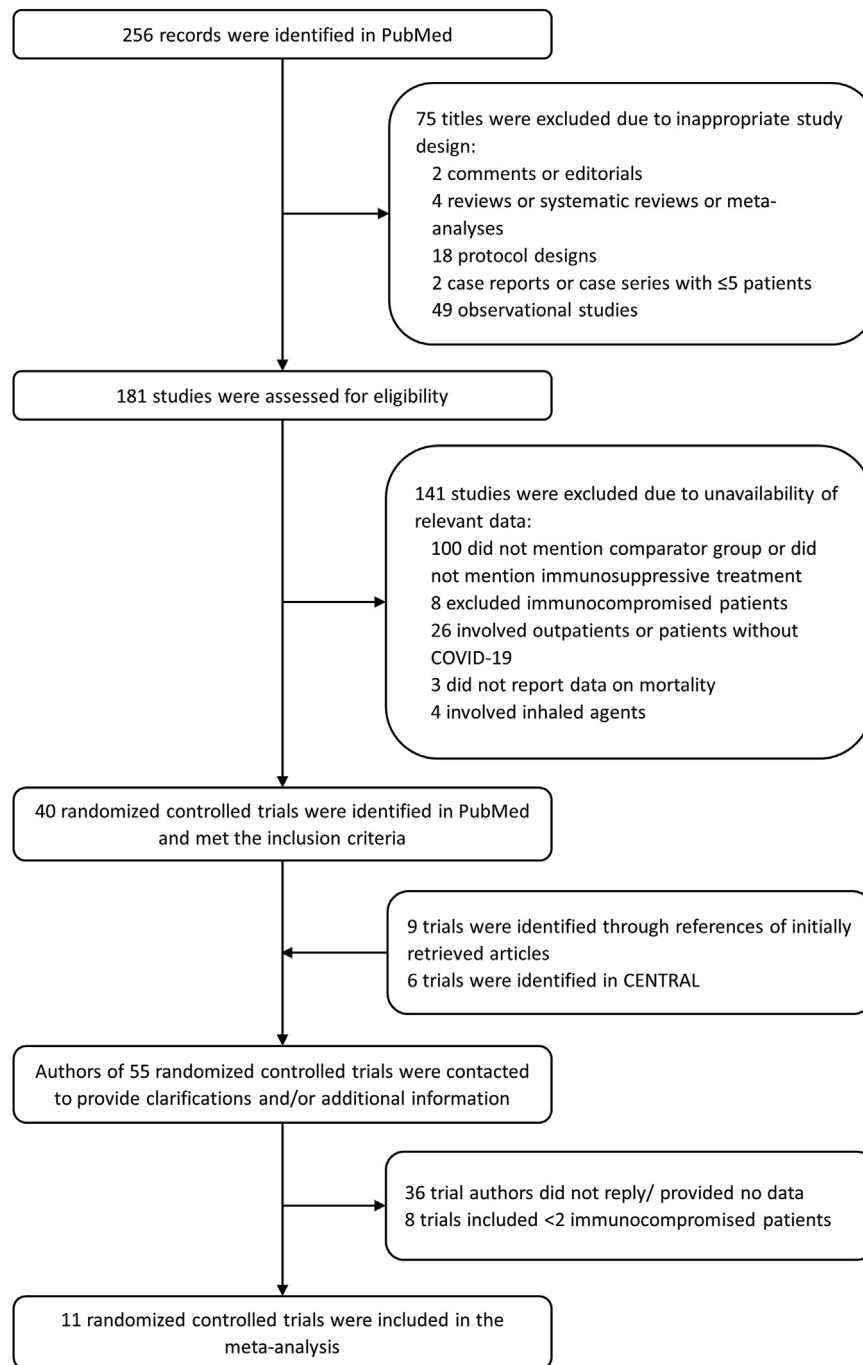 256 records were identified in PubMed
75 titles were excluded due to inappropriate study
design:
2 comments or editorials
4 reviews or systematic reviews or meta-
analyses
18 protocol designs
2 case reports or case series with ≤5 patients
49 observational studies
181 studies were assessed for eligibility
141 studies were excluded due to unavailability of
relevant data:
100 did not mention comparator group or did
not mention immunosuppressive treatment
8 excluded immunocompromised patients
26 involved outpatients or patients without
COVID-19
3 did not report data on mortality
4 involved inhaled agents
40 randomized controlled trials were identified in PubMed
and met the inclusion criteria
9 trials were identified through references of initially
retrieved articles
6 trials were identified in CENTRAL
Authors of 55 randomized controlled trials were contacted
to provide clarifications and/or additional information
36 trial authors did not reply/ provided no data
8 trials included <2 immunocompromised patients
11 randomized controlled trials were included in the
meta-analysis